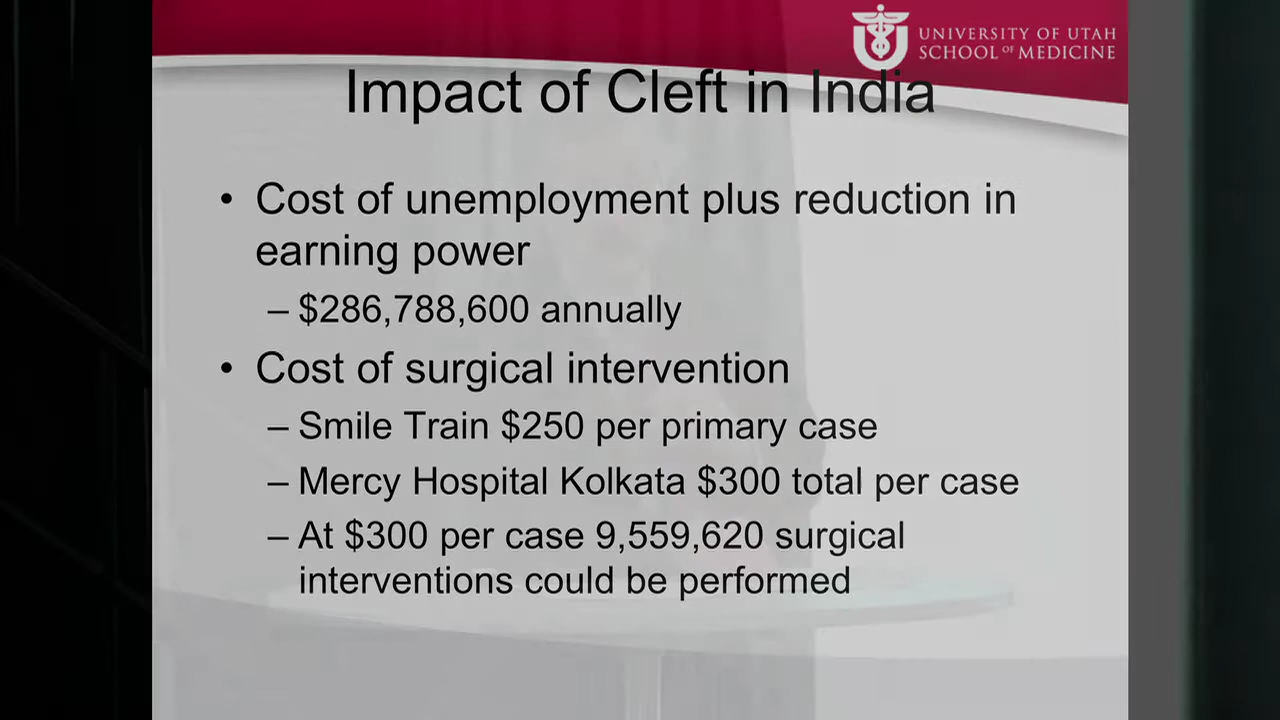 UNIVERSITY OF UTAH
SCHOOL OF MEDICINE
Impact of Cleft in India
• Cost of unemployment plus reduction in
earning power
– $286,788,600 annually
• Cost of surgical intervention
– Smile Train $250 per primary case
– Mercy Hospital Kolkata $300 total per case
– At $300 per case 9,559,620 surgical
interventions could be performed